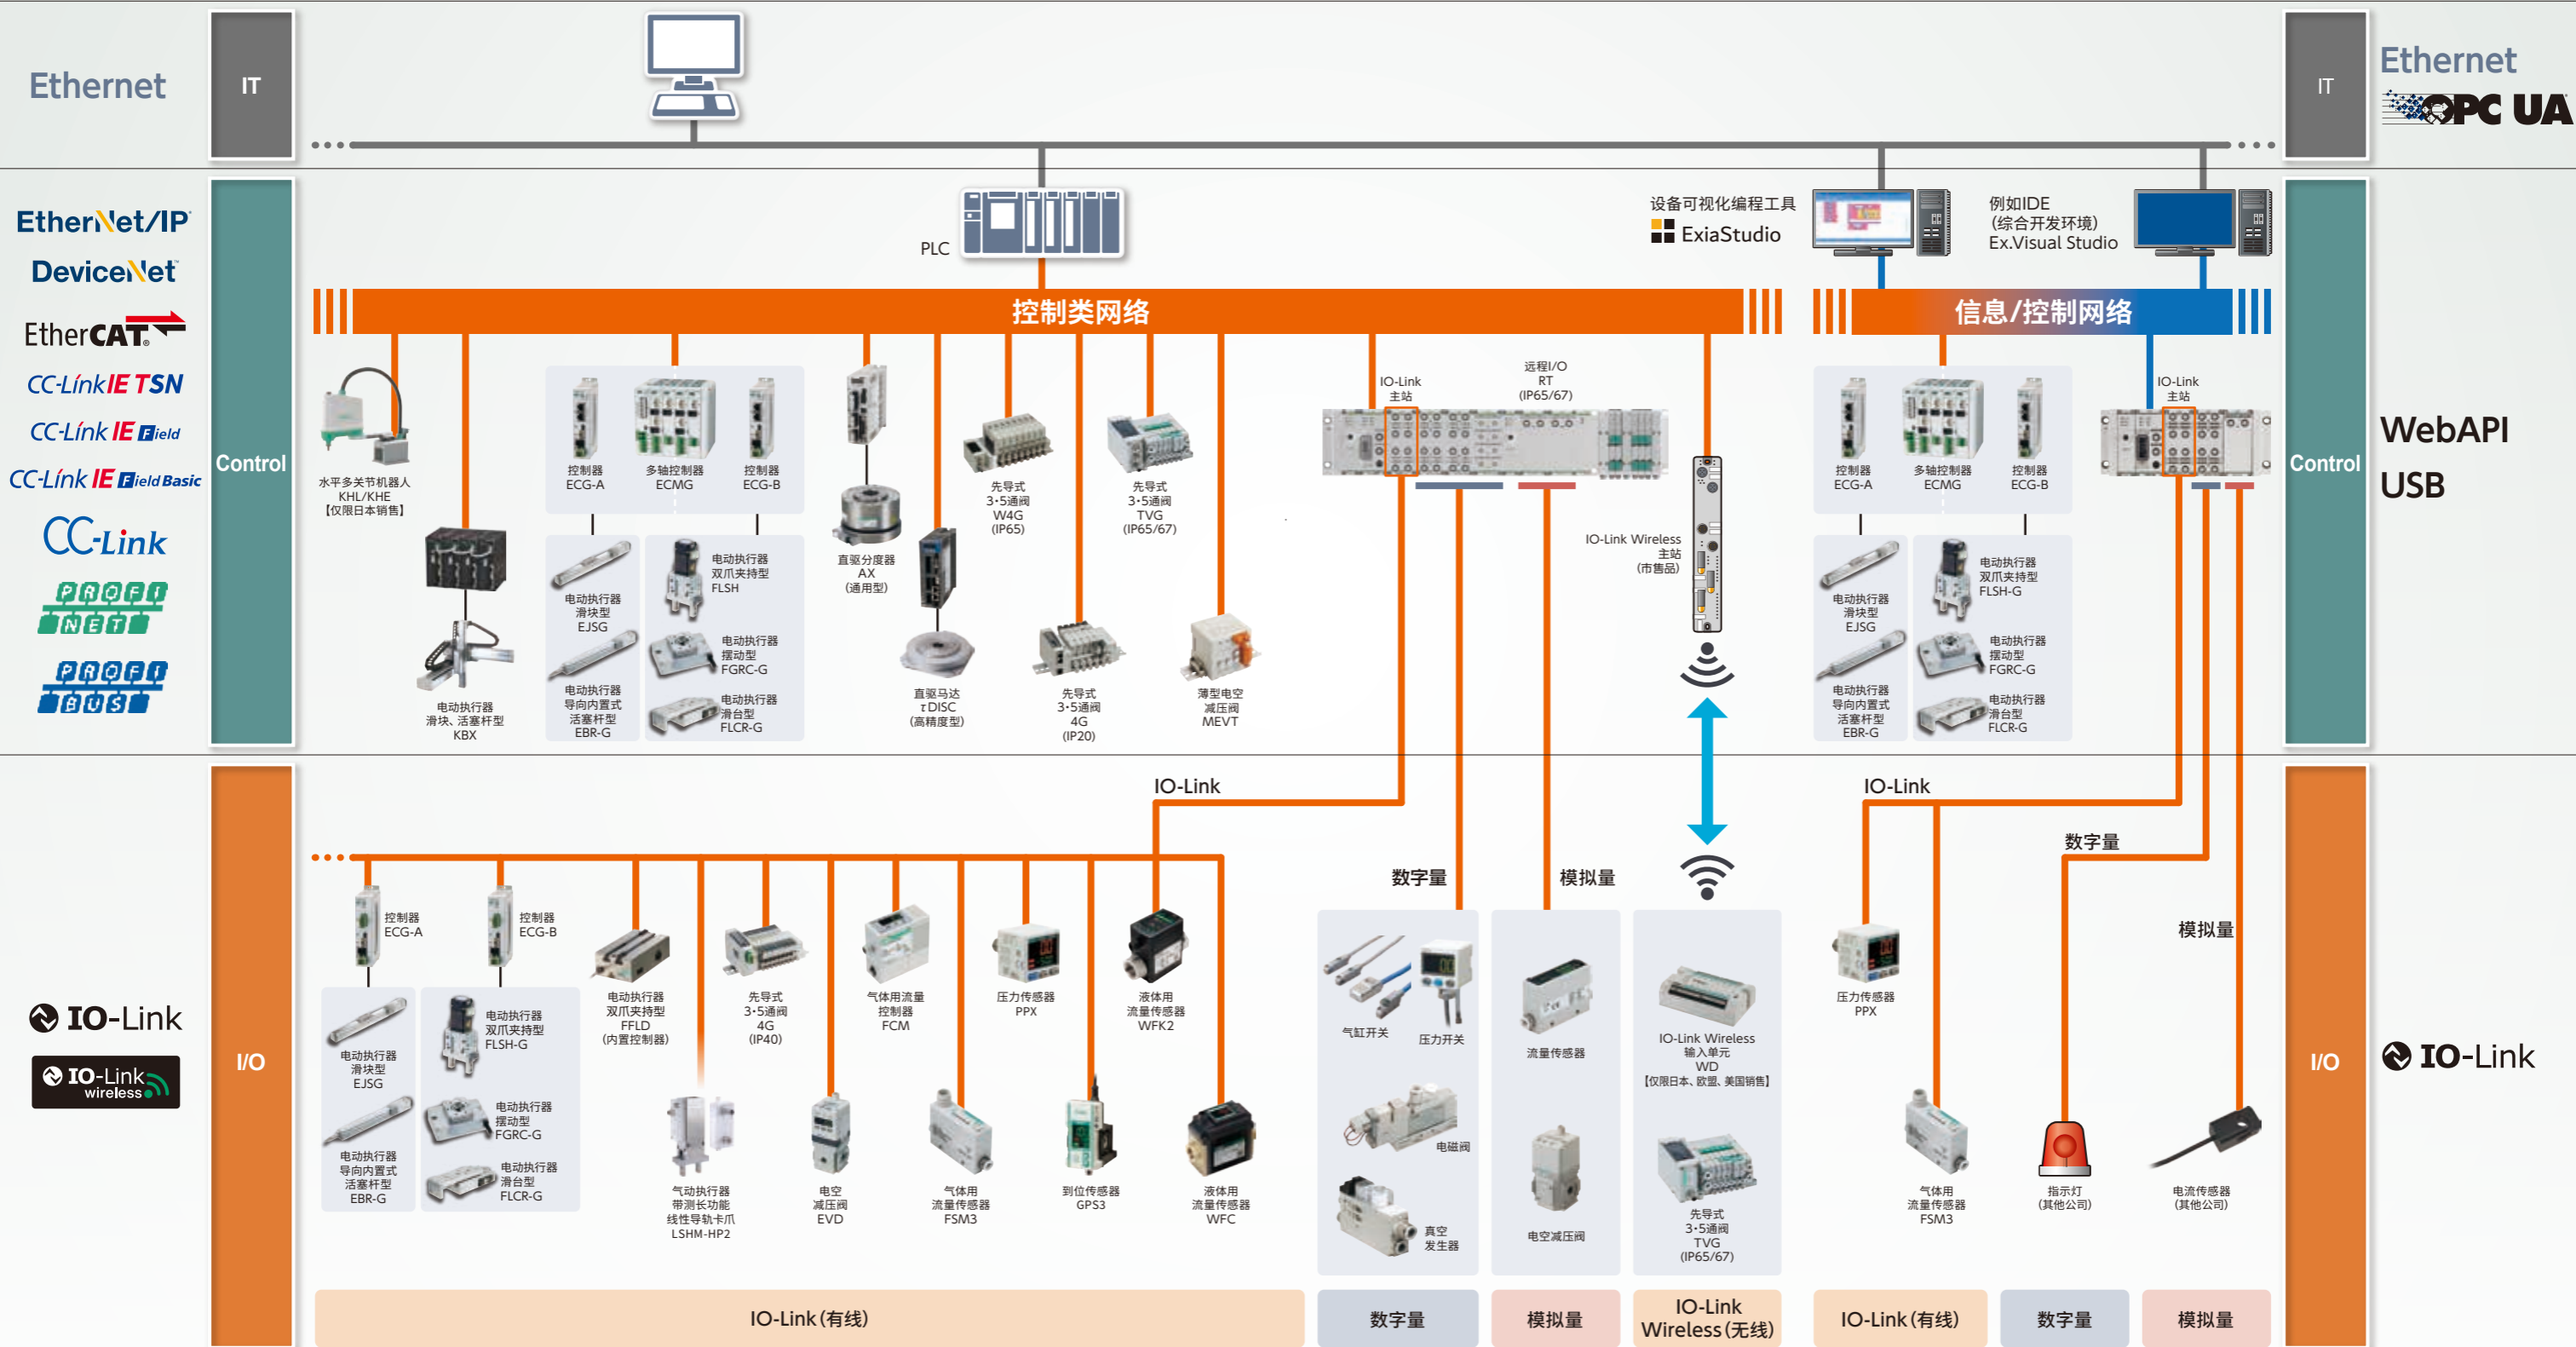 Ethernet
IT
IT
Ethernet
OPC UA
EtherNet/IP
DeviceNet
EtherCAT®
CC-Link IE TSN
CC-Link IE Field
CC-Link IE Field Basic
CC-Link
PROFI
NET
PROFI
BUS
Control
PLC
设备可视化编程工具
ExiaStudio
例如IDE
(综合开发环境)
Ex.Visual Studio
控制类网络
信息/控制网络
水平多关节机器人
KHL/KHE
【仅限日本销售】
电动执行器
滑块、活塞杆型
KBX
控制器
ECG-A
多轴控制器
ECMG
控制器
ECG-B
电动执行器
滑块型
EJSG
电动执行器
导向内置式
活塞杆型
EBR-G
电动执行器
双爪夹持型
FLSH
电动执行器
摆动型
FGRC-G
电动执行器
滑台型
FLCR-G
直驱分度器
AX
(通用型)
直驱马达
τDISC
(高精度型)
先导式
3・5通阀
W4G
(IP65)
先导式
3・5通阀
4G
(IP20)
先导式
3・5通阀
TVG
(IP65/67)
薄型电空
减压阀
MEVT
IO-Link
主站
远程I/O
RT
(IP65/67)
IO-Link Wireless
主站
(市售品)
控制器
ECG-A
多轴控制器
ECMG
控制器
ECG-B
电动执行器
滑块型
EJSG
电动执行器
导向内置式
活塞杆型
EBR-G
电动执行器
双爪夹持型
FLSH-G
电动执行器
摆动型
FGRC-G
电动执行器
滑台型
FLCR-G
IO-Link
主站
Control
WebAPI
USB
IO-Link
IO-Link
wireless
I/O
IO-Link
控制器
ECG-A
控制器
ECG-B
电动执行器
滑块型
EJSG
电动执行器
导向内置式
活塞杆型
EBR-G
电动执行器
双爪夹持型
FLSH-G
电动执行器
摆动型
FGRC-G
电动执行器
滑台型
FLCR-G
电动执行器
双爪夹持型
FFLD
(内置控制器)
气动执行器
带测长功能
线性导轨卡爪
LSHM-HP2
先导式
3・5通阀
4G
(IP40)
电空
减压阀
EVD
气体用流量
控制器
FCM
气体用
流量传感器
FSM3
压力传感器
PPX
到位传感器
GPS3
液体用
流量传感器
WFK2
液体用
流量传感器
WFC
数字量
气缸开关
压力开关
电磁阀
真空
发生器
模拟量
流量传感器
电空减压阀
IO-Link Wireless
输入单元
WD
【仅限日本、欧盟、美国销售】
先导式
3・5通阀
TVG
(IP65/67)
IO-Link
压力传感器
PPX
气体用
流量传感器
FSM3
数字量
指示灯
(其他公司)
模拟量
电流传感器
(其他公司)
I/O
IO-Link
IO-Link(有线)
数字量
模拟量
IO-Link
Wireless(无线)
IO-Link(有线)
数字量
模拟量